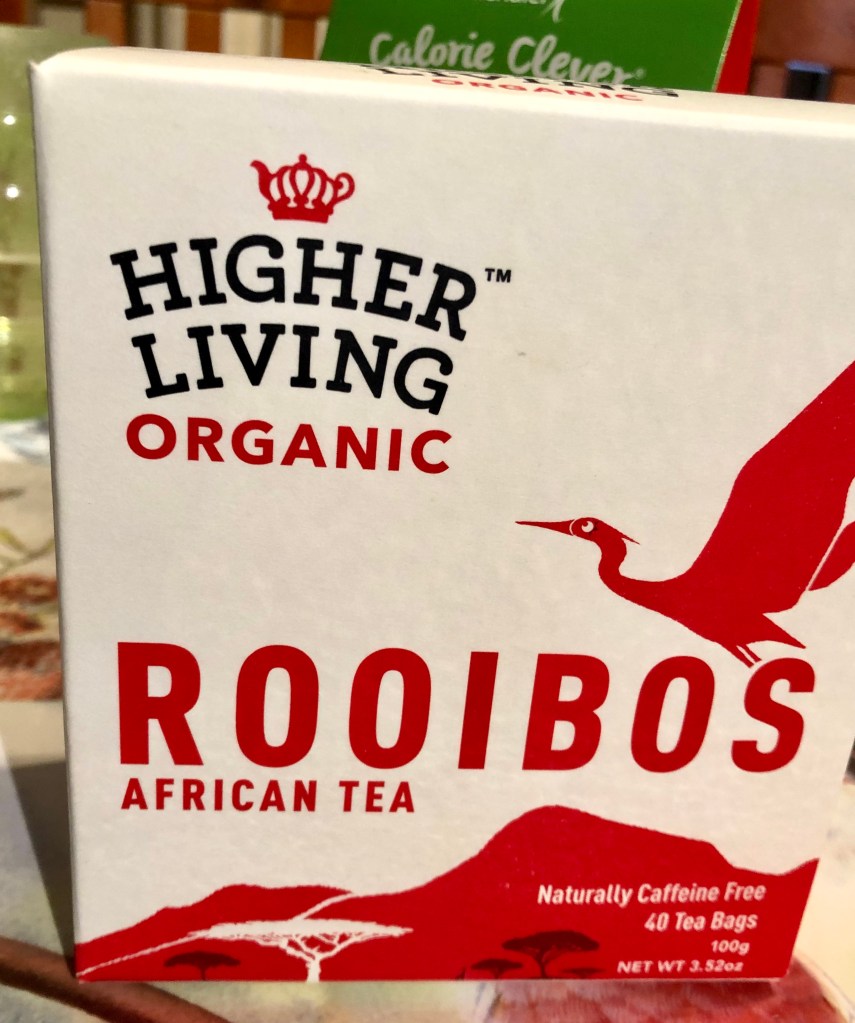 Calorie Clever
LIVING
ORGANIC
HIGHER™
LIVING
ORGANIC
ROOIBOS
AFRICAN TEA
Naturally Caffeine Free
40 Tea Bags
100g
NET WT 3.52oz